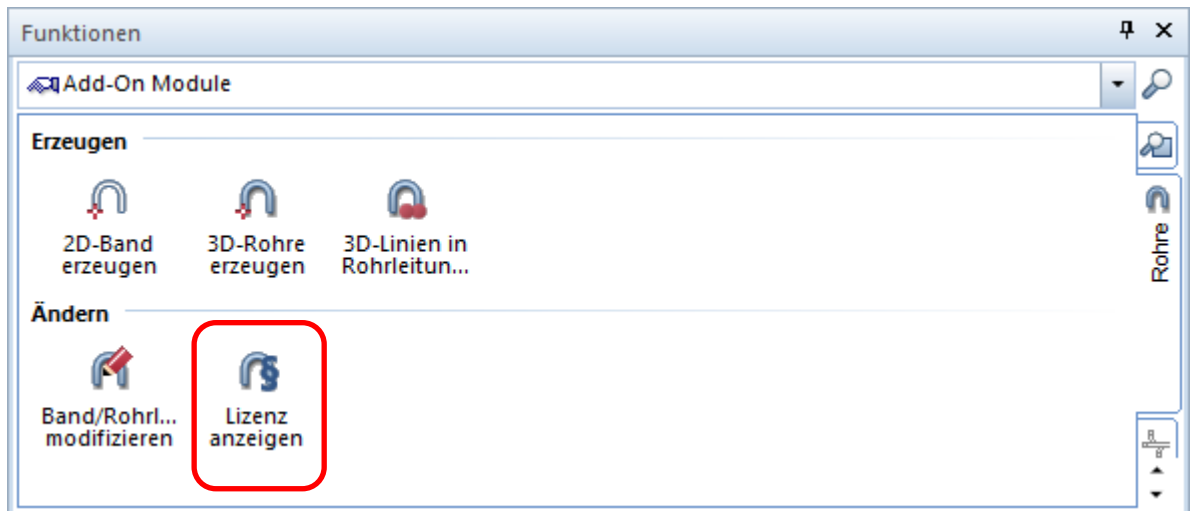 Funktionen
Add-On Module
Erzeugen
2D-Band
erzeugen
3D-Rohre
erzeugen
3D-Linien in
Rohrleitun...
Rohre
Ändern
Band/Rohrl...
modifizieren
Lizenz
anzeigen